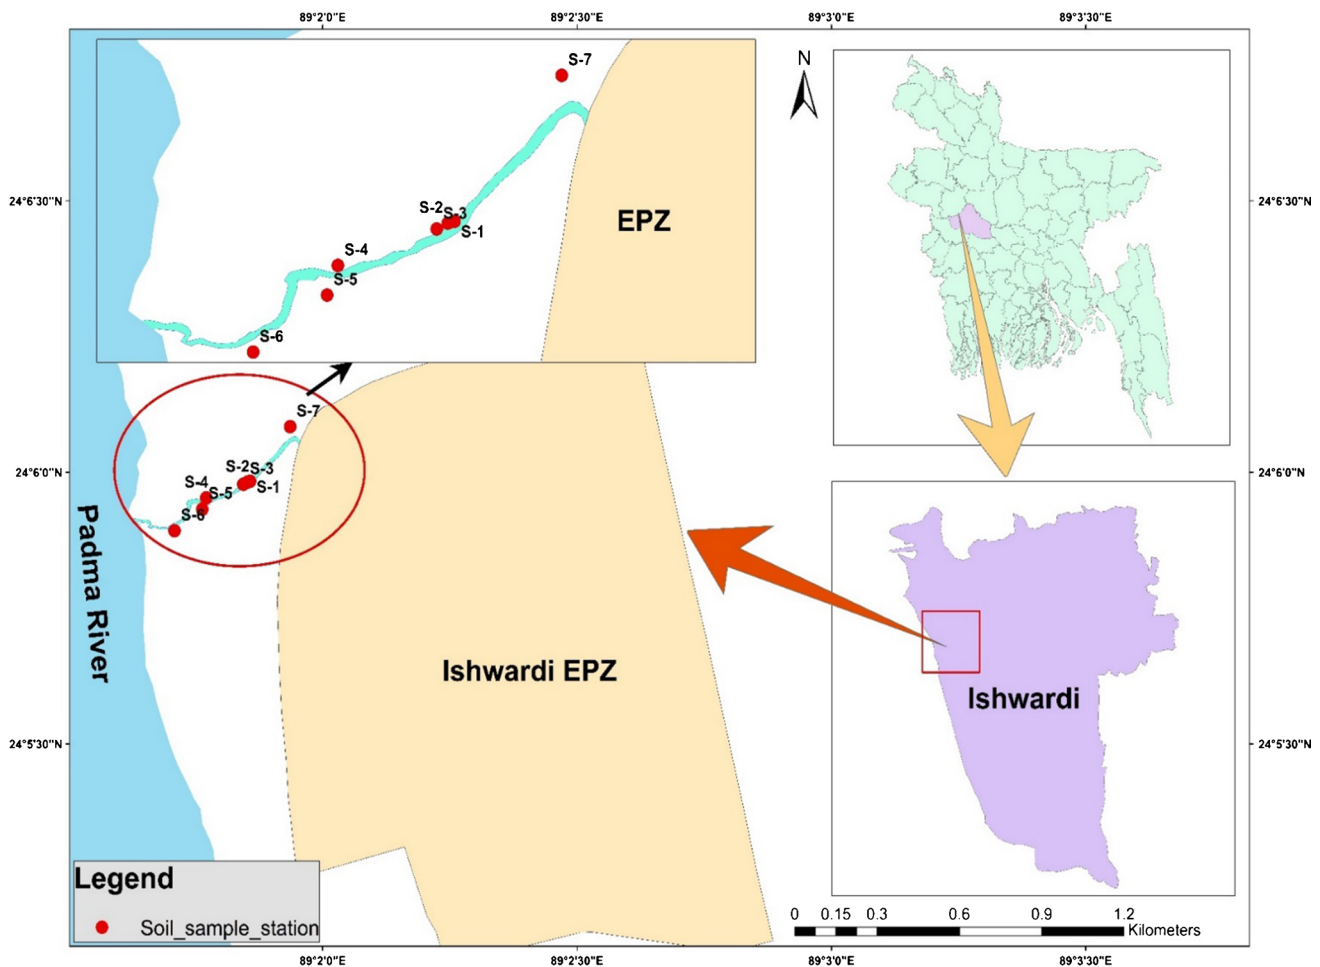 89°2'0"E 89°2'30"E 89°3'0"E 89°3'30"E
S-7
N
24°6'30"N
24°6'30"N
S-2
S-3
S-1
EPZ
S-4
S-5
S-6
S-7
24°6'0"N
24°6'0"N
S-2
S-3
S-4
S-1
S-5
S-6
Padma River
Ishwardi EPZ
Ishwardi
24°5'30"N
24°5'30"N
Legend
Soil_sample_station
0 0.15 0.3 0.6 0.9 1.2
Kilometers
89°2'0"E 89°2'30"E 89°3'0"E 89°3'30"E